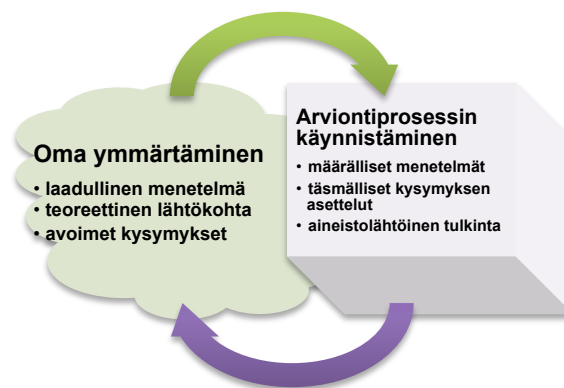 Oma ymmärtäminen
• laadullinen menetelmä
• teoreettinen lähtökohta
• avoimet kysymykset
Arviontiprosessin
käynnistäminen
• määrälliset menetelmät
• täsmälliset kysymyksen
asettelut
• aineistolähtöinen tulkinta